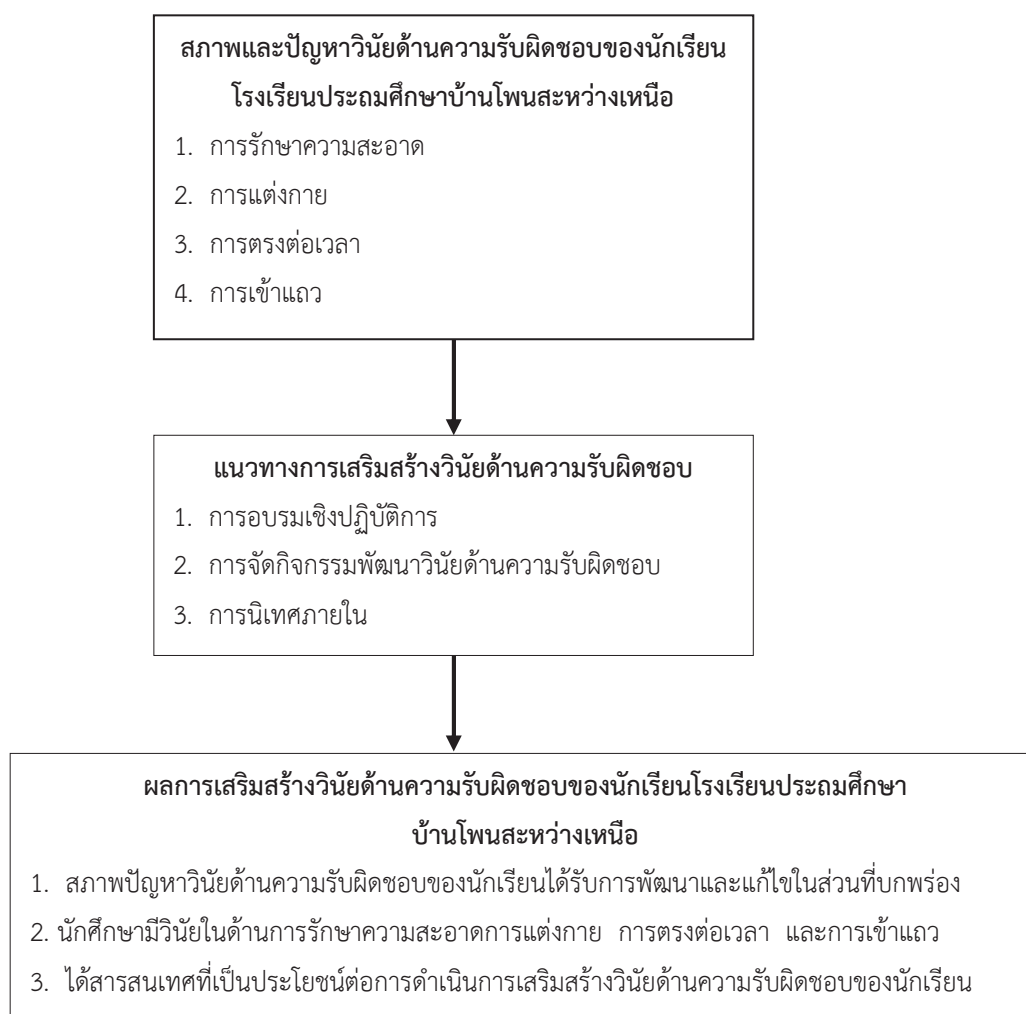 สภาพและปัญหาวินัยด้านความรับผิดชอบของนักเรียน
โรงเรียนประถมศึกษาบ้านโพนสะหว่างเหนือ
1. การรักษาความสะอาด
2. การแต่งกาย
3. การตรงต่อเวลา
4. การเข้าแถว
แนวทางการเสริมสร้างวินัยด้านความรับผิดชอบ
1. การอบรมเชิงปฏิบัติการ
2. การจัดกิจกรรมพัฒนาวินัยด้านความรับผิดชอบ
3. การนิเทศภายใน
ผลการเสริมสร้างวินัยด้านความรับผิดชอบของนักเรียนโรงเรียนประถมศึกษา
บ้านโพนสะหว่างเหนือ
1. สภาพปัญหาวินัยด้านความรับผิดชอบของนักเรียนได้รับการพัฒนาและแก้ไขในส่วนที่บกพร่อง
2. นักศึกษามีวินัยในด้านการรักษาความสะอาดการแต่งกาย การตรงต่อเวลา และการเข้าแถว
3. ได้สารสนเทศที่เป็นประโยชน์ต่อการดำเนินการเสริมสร้างวินัยด้านความรับผิดชอบของนักเรียน